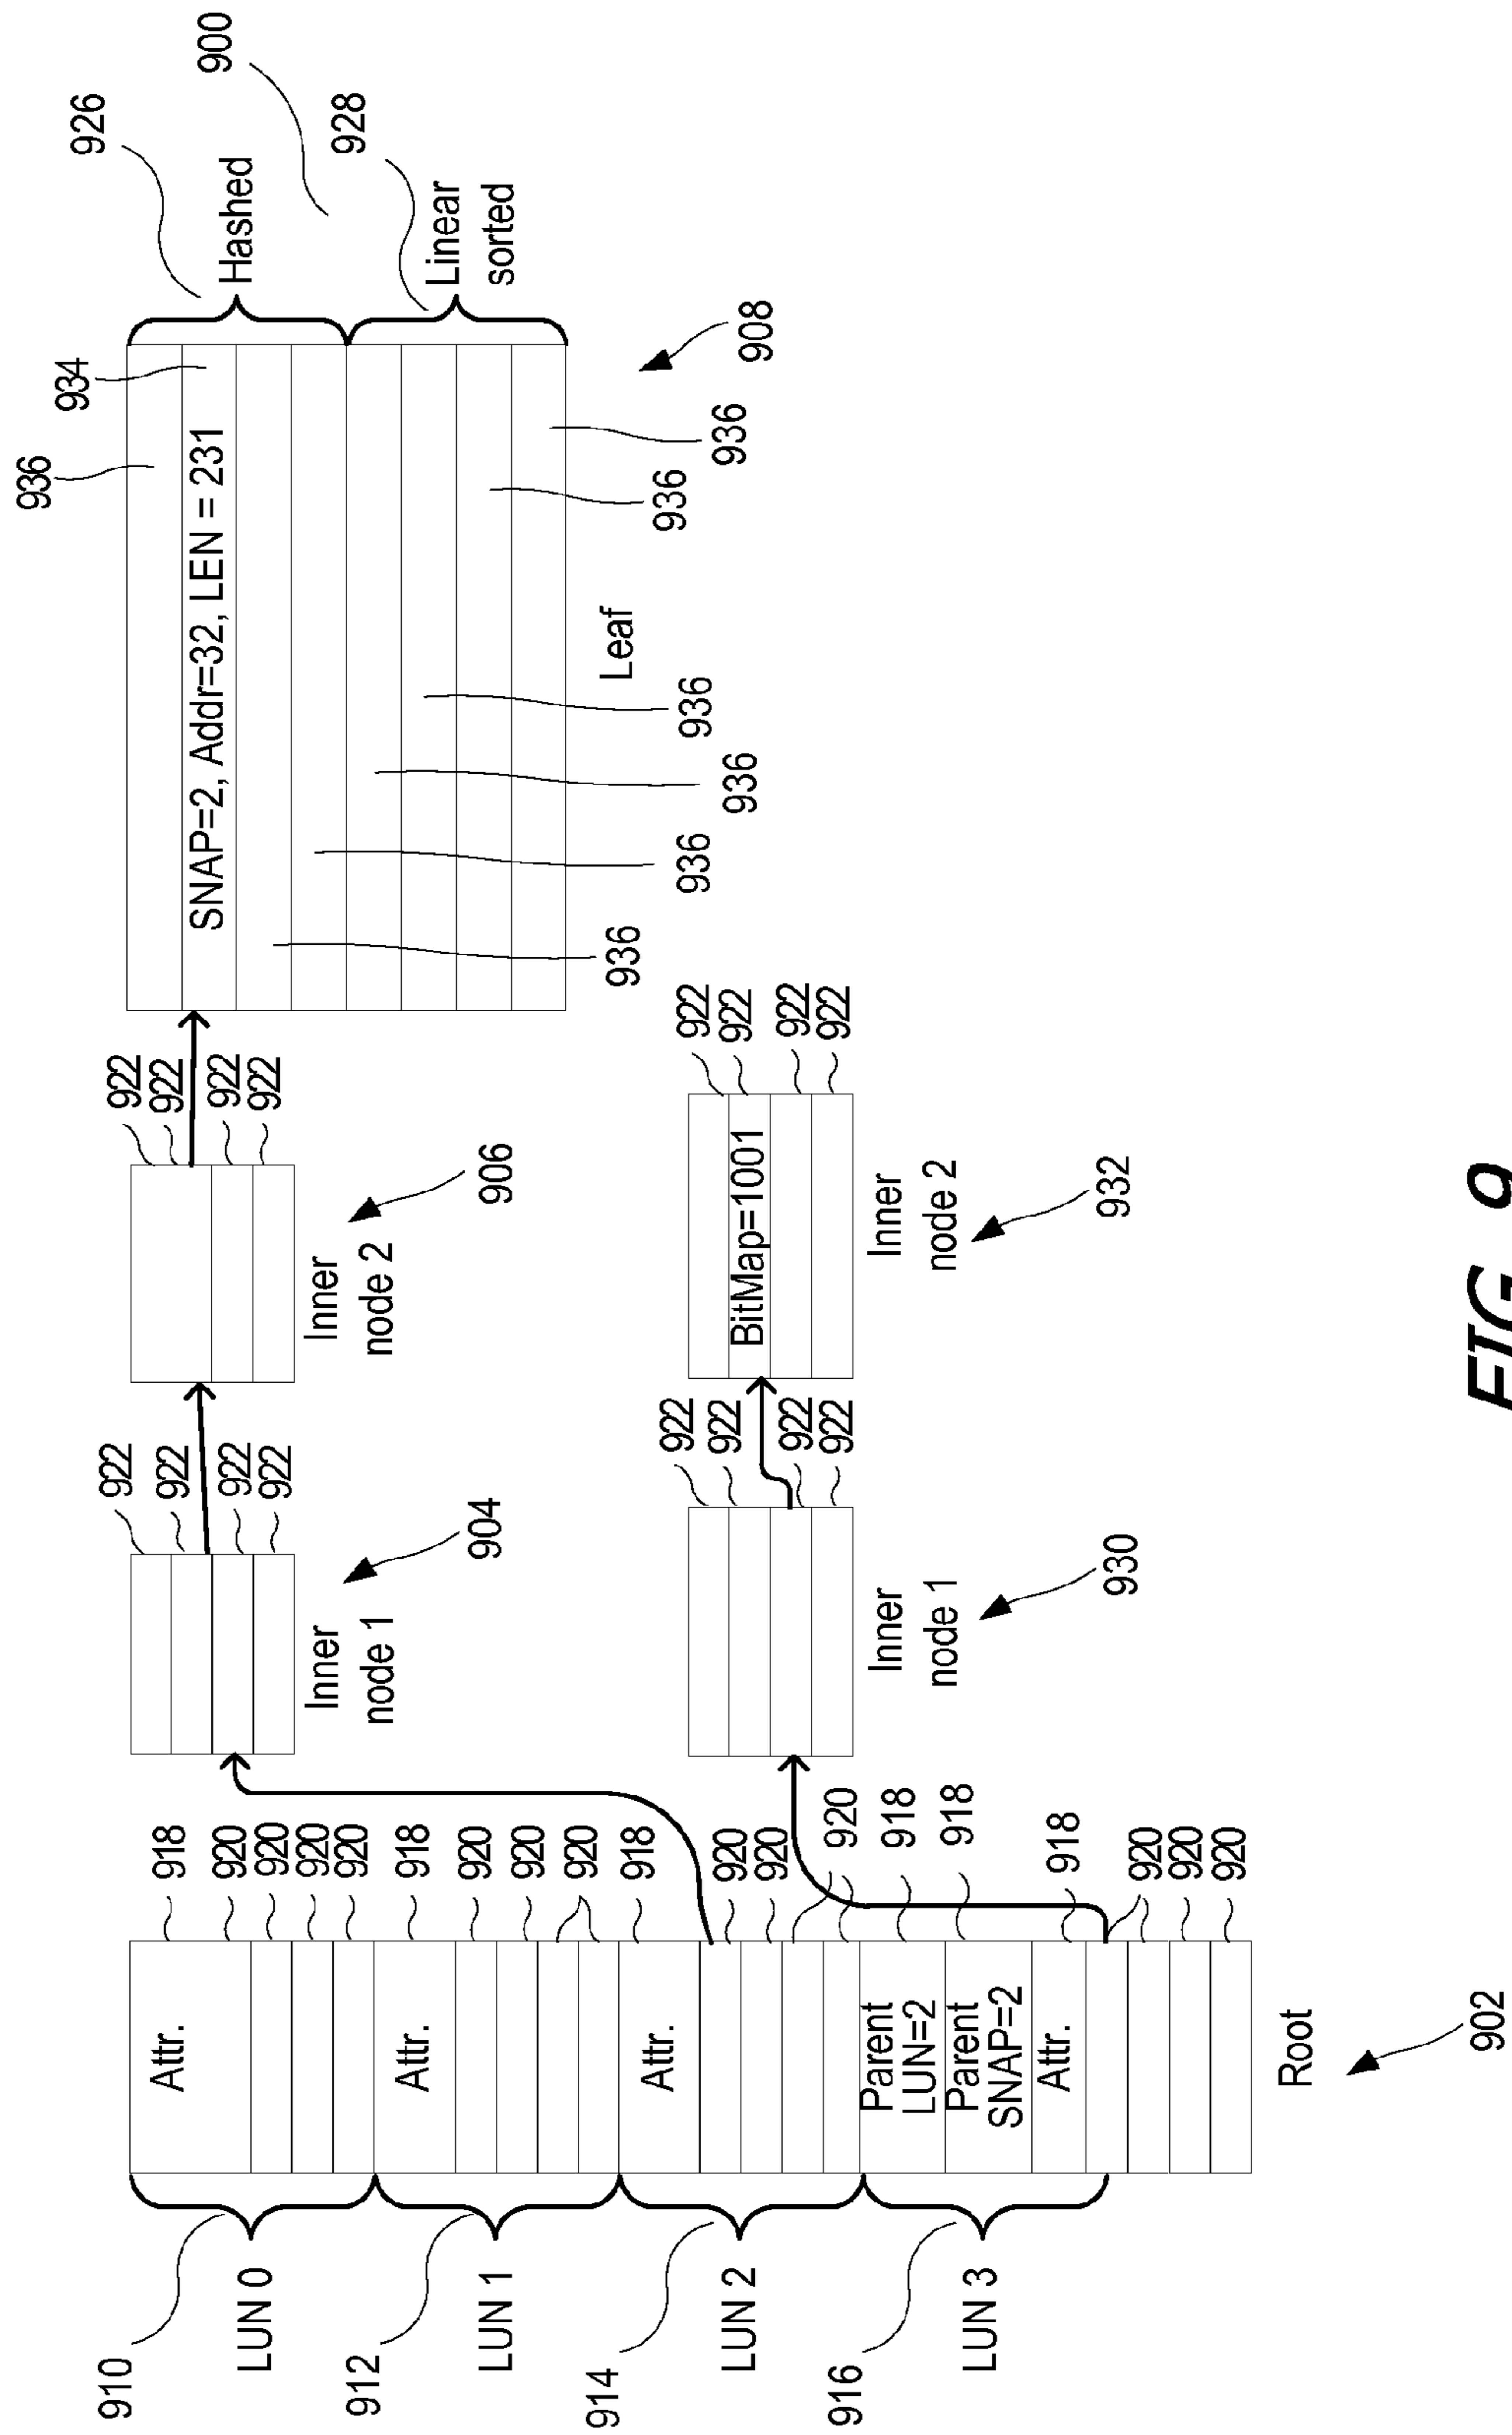 910
LUN 0
912
LUN 1
914
LUN 2
916
LUN 3
Attr.
918
920
920
920
920
Attr.
918
920
920
920
Attr.
918
920
920
920
Parent
LUN=2
918
Parent
SNAP=2
918
Attr.
918
920
920
920
Root
902
922
922
922
922
Inner
node 1
904
922
922
922
922
Inner
node 2
906
922
922
922
922
Inner
node 1
930
BitMap=1001
922
922
922
922
Inner
node 2
932
936
934
SNAP=2, Addr=32, LEN = 231
936
936
936
936
936
936
Leaf
908
926
Hashed
900
928
Linear
sorted
FIG. 9